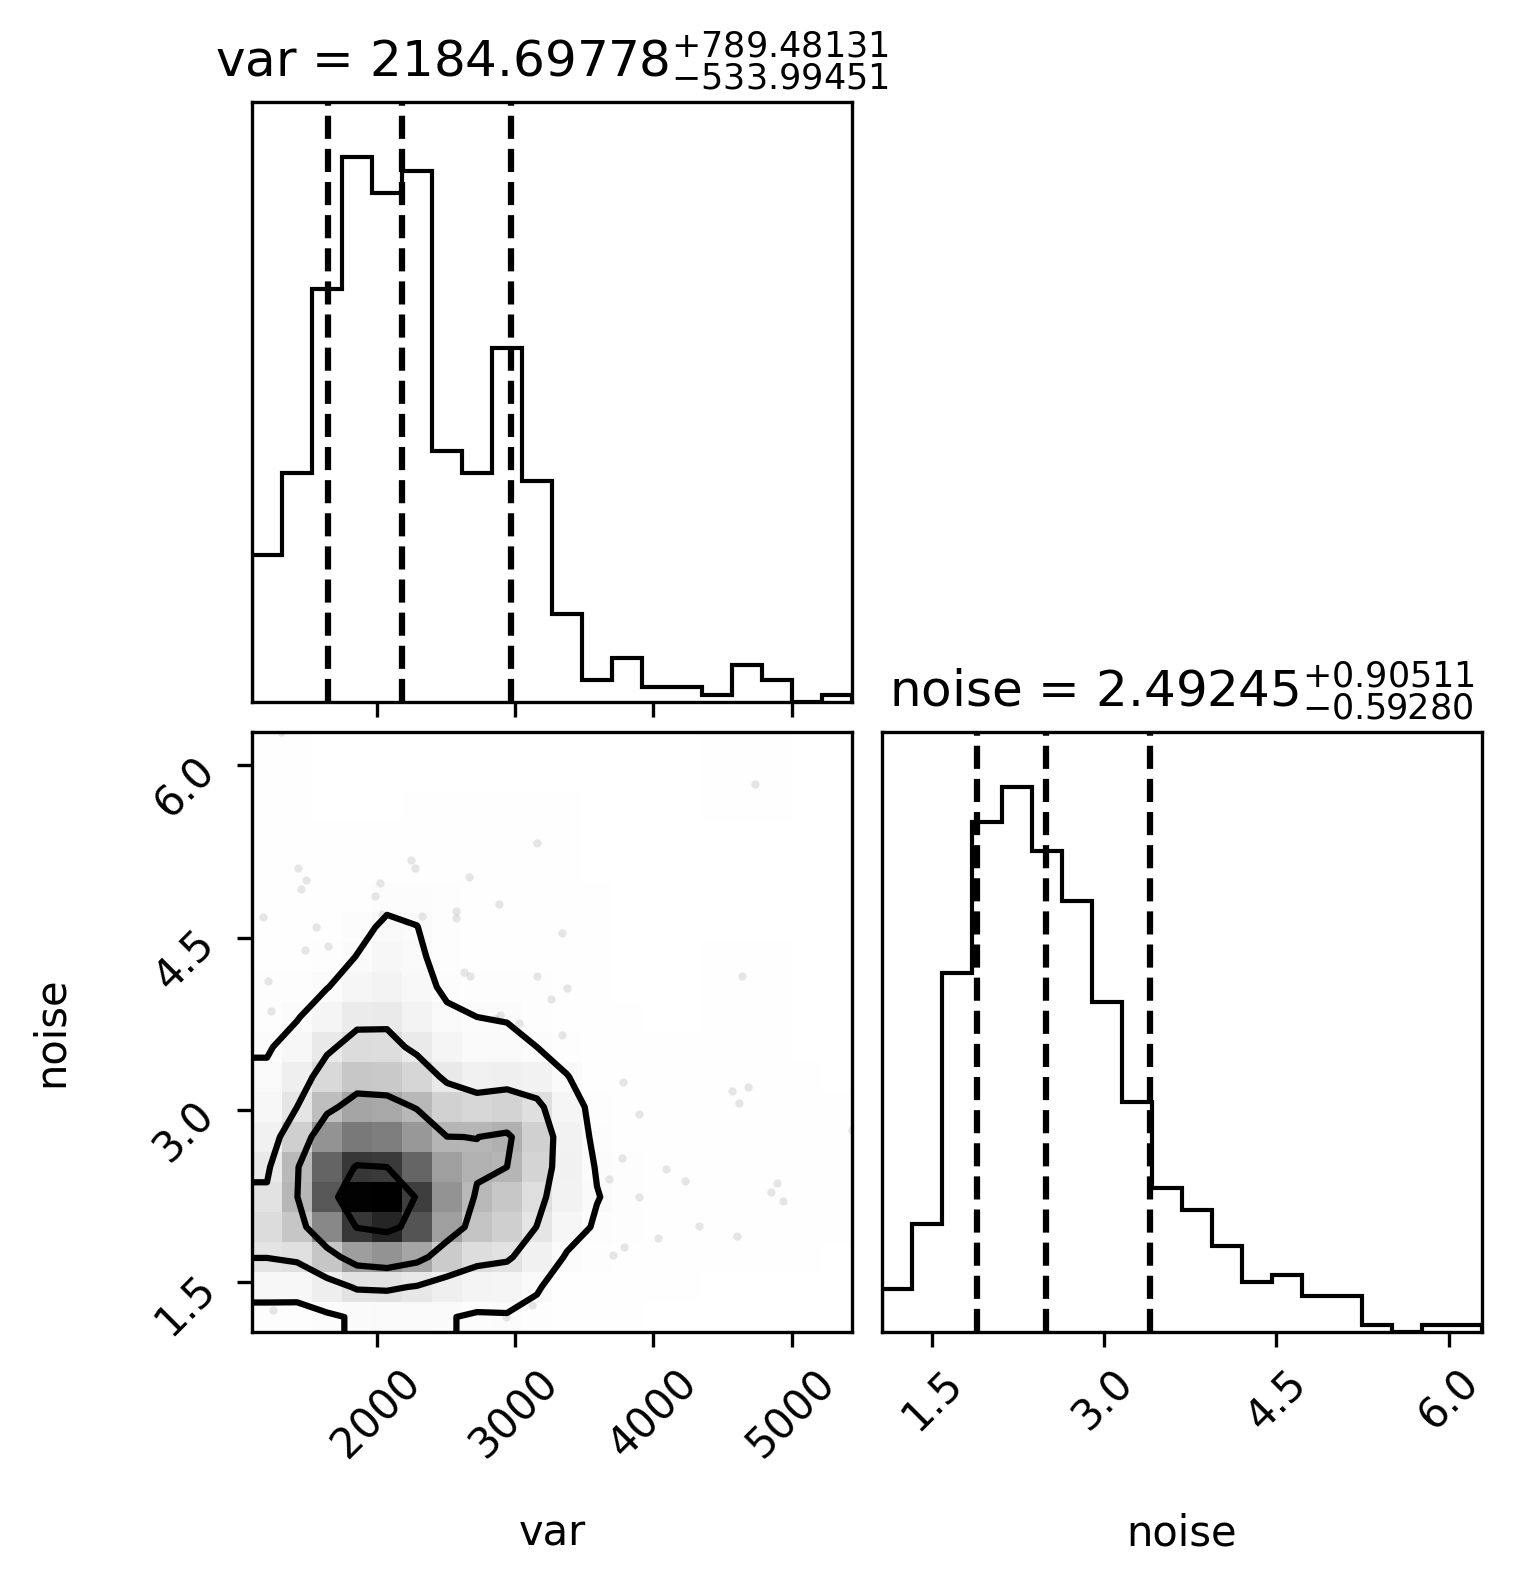 var = 2184.69778+789.48131−533.99451
noise = 2.49245+0.90511−0.59280
6.0
4.5
3.0
1.5
noise
2000 3000 4000 5000
1.5 3.0 4.5 6.0
var
noise